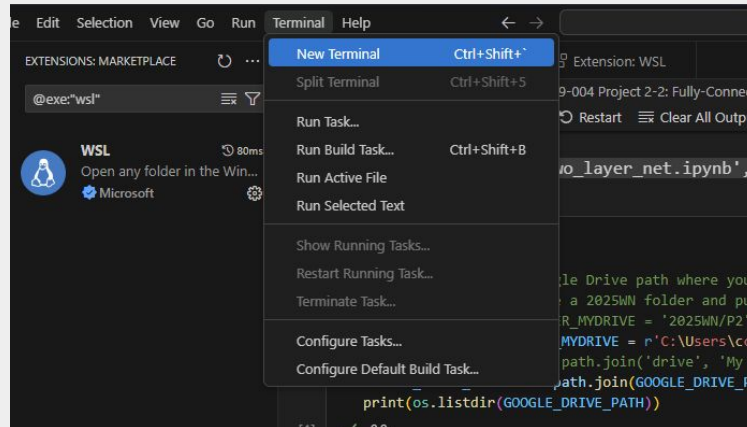 Edit Selection View Go Run Terminal Help
EXTENSIONS: MARKETPLACE
@exe:"wsl"
WSL 80ms
Open any folder in the Win...
Microsoft
New Terminal Ctrl+Shift+`
Split Terminal Ctrl+Shift+5
Run Task...
Run Build Task... Ctrl+Shift+B
Run Active File
Run Selected Text
Show Running Tasks...
Restart Running Task...
Terminate Task...
Configure Tasks...
Configure Default Build Task...
Extension: WSL
9-004 Project 2-2: Fully-Conne
Restart Clear All Outp
wo_layer_net.ipynb',
le Drive path where you
a 2025WN folder and pu
R_MYDRIVE = '2025WN/P2'
MYDRIVE = r'C:\Users\c
path.join('drive', 'My
path.join(GOOGLE_DRIVE_P
print(os.listdir(GOOGLE_DRIVE_PATH))